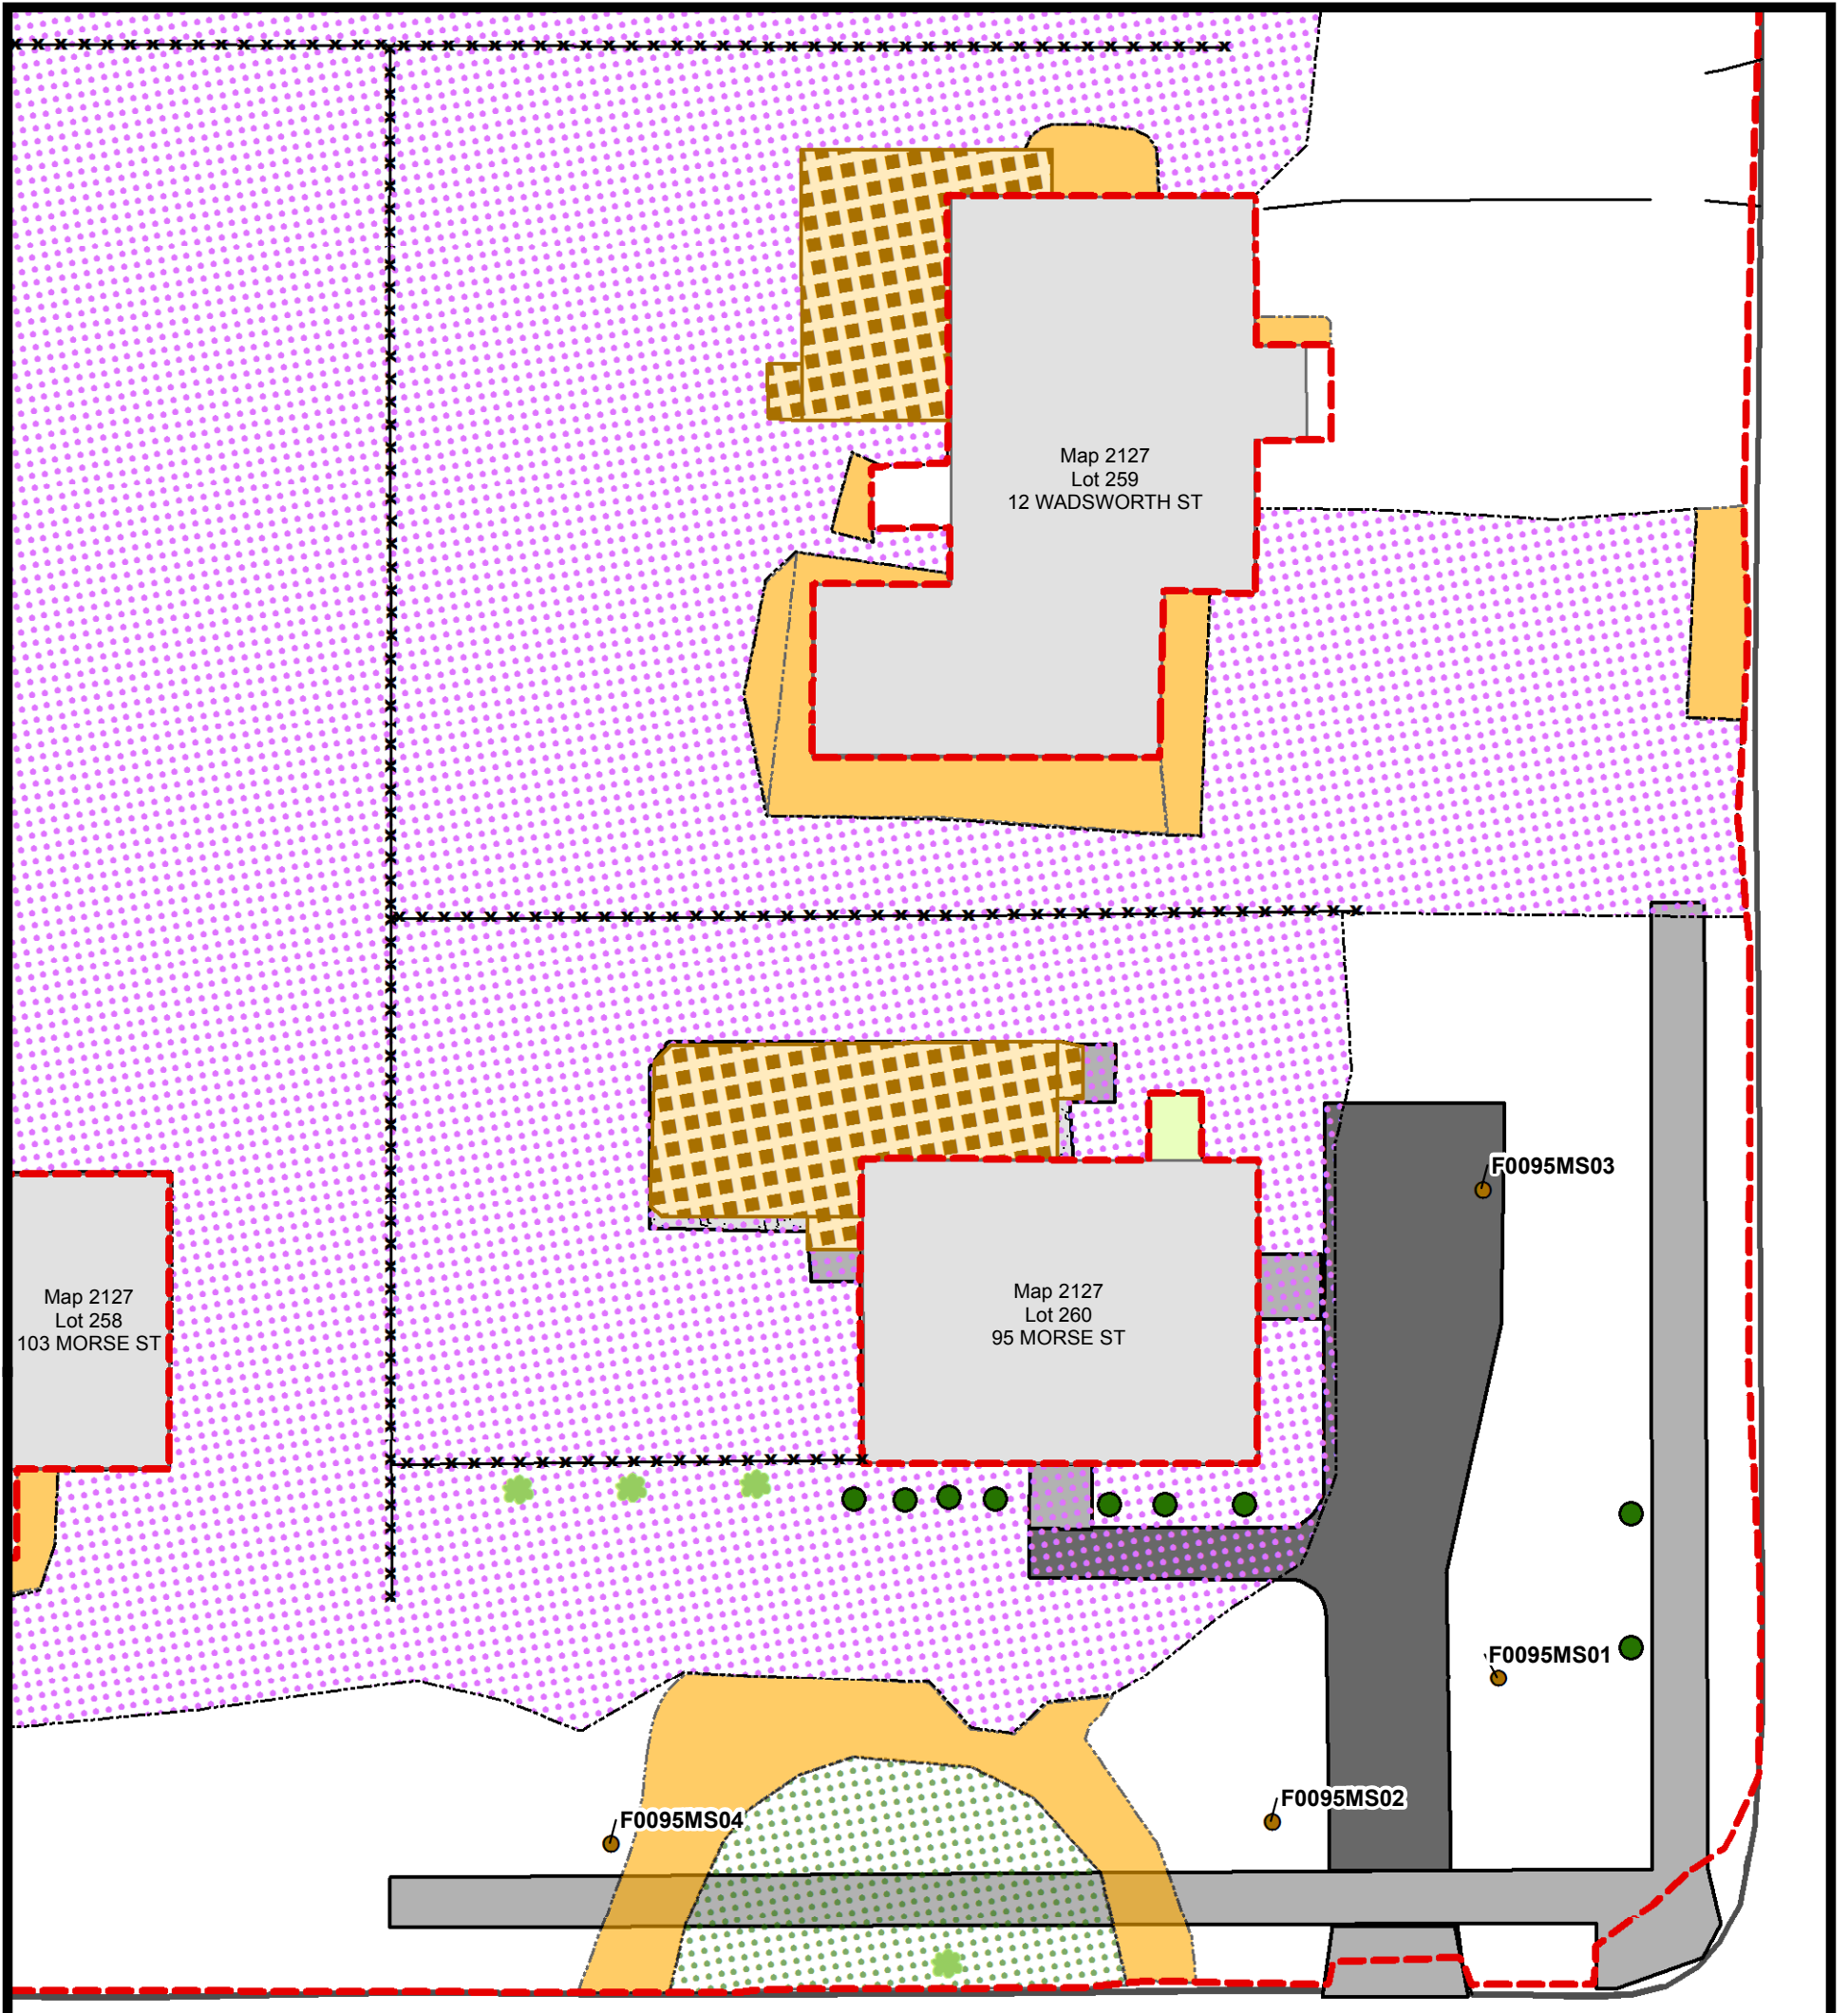 Map 2127
Lot 259
12 WADSWORTH ST
F0095MS03
Map 2127
Lot 258
103 MORSE ST
Map 2127
Lot 260
95 MORSE ST
F0095MS01
F0095MS02
F0095MS04